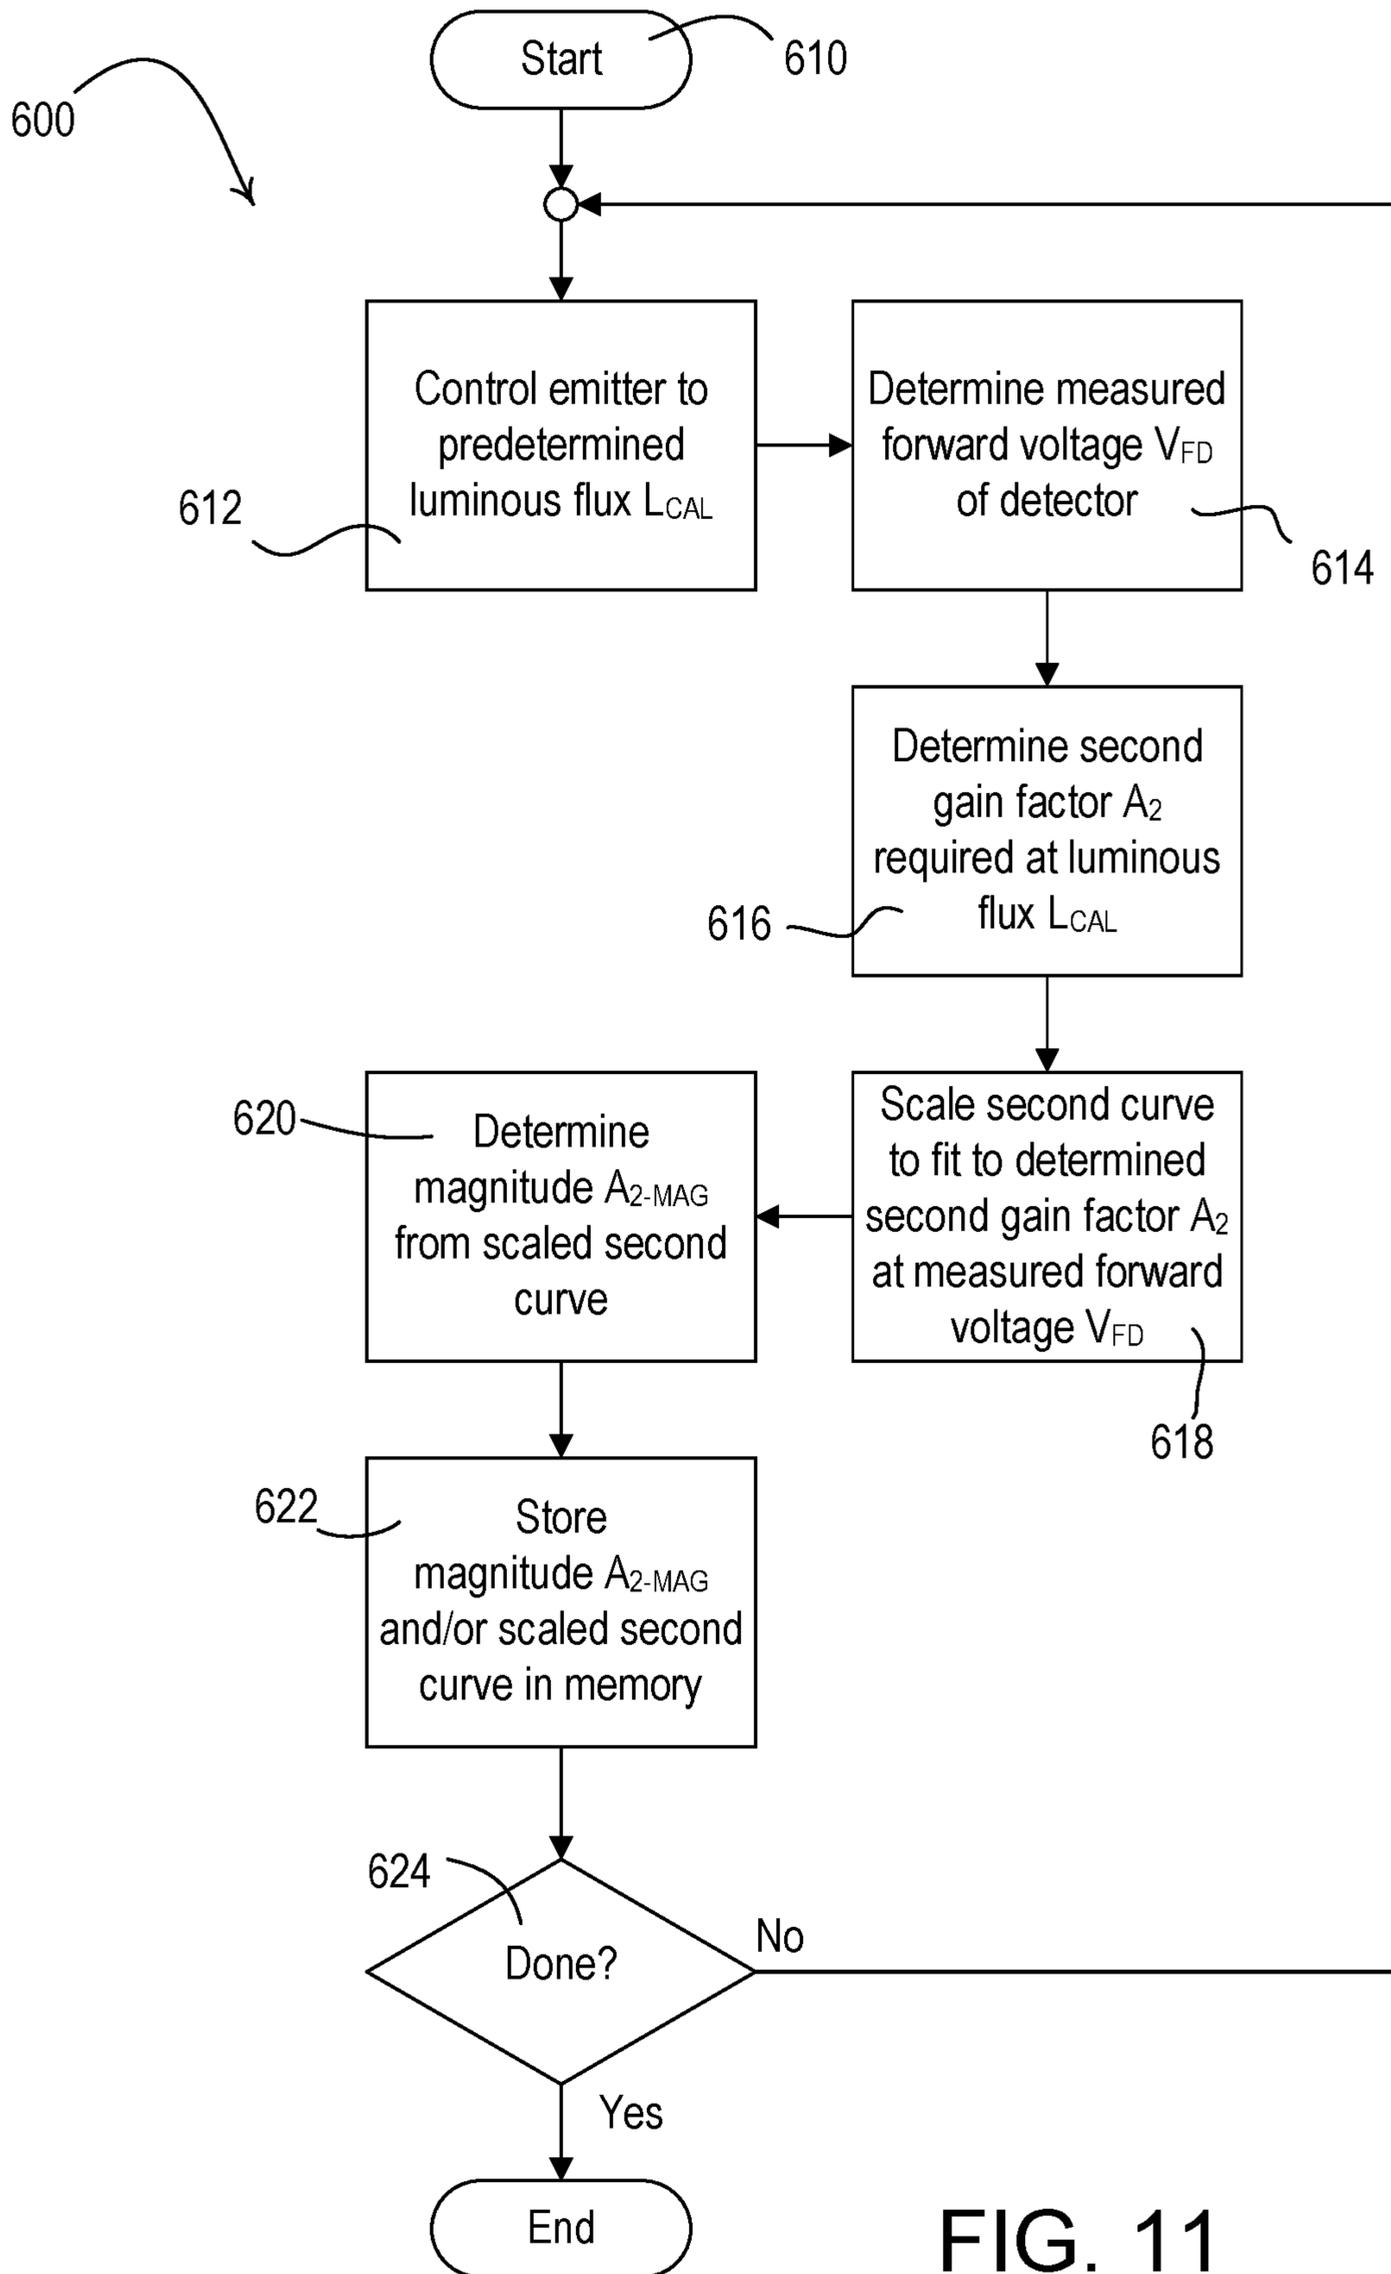 Start
610
600
Control emitter to
predetermined
luminous flux LCAL
612
Determine measured
forward voltage VFD
of detector
614
Determine second
gain factor A2
required at luminous
flux LCAL
616
Scale second curve
to fit to determined
second gain factor A2
at measured forward
voltage VFD
618
620
Determine
magnitude A2-MAG
from scaled second
curve
622
Store
magnitude A2-MAG
and/or scaled second
curve in memory
624
Done?
No
Yes
End
FIG. 11